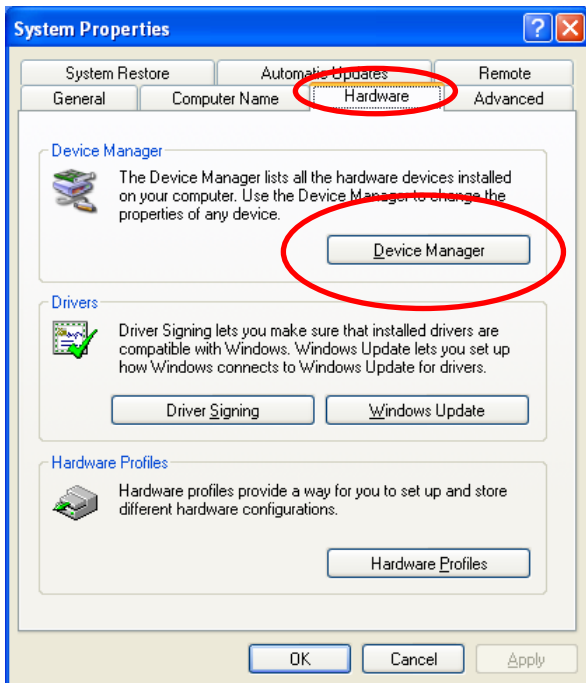 System Properties
System Restore
Automatic Updates
Remote
General
Computer Name
Hardware
Advanced
Device Manager
The Device Manager lists all the hardware devices installed
on your computer. Use the Device Manager to change the
properties of any device.
Device Manager
Drivers
Driver Signing lets you make sure that installed drivers are
compatible with Windows. Windows Update lets you set up
how Windows connects to Windows Update for drivers.
Driver Signing
Windows Update
Hardware Profiles
Hardware profiles provide a way for you to set up and store
different hardware configurations.
Hardware Profiles
OK
Cancel
Apply